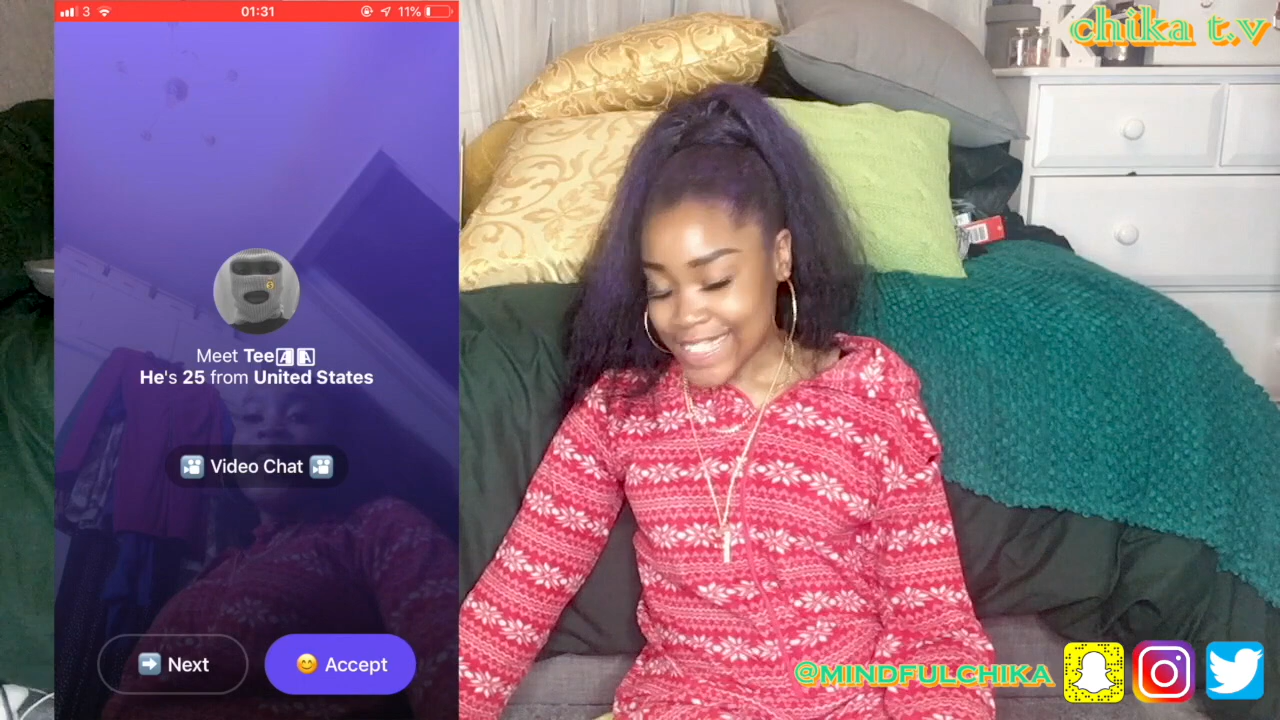 3
01:31
11%
Meet Tee🅰🅰
He's 25 from United States
🎦 Video Chat 🎦
➡️ Next
😊 Accept
chika t.v
@MINDFULCHIKA